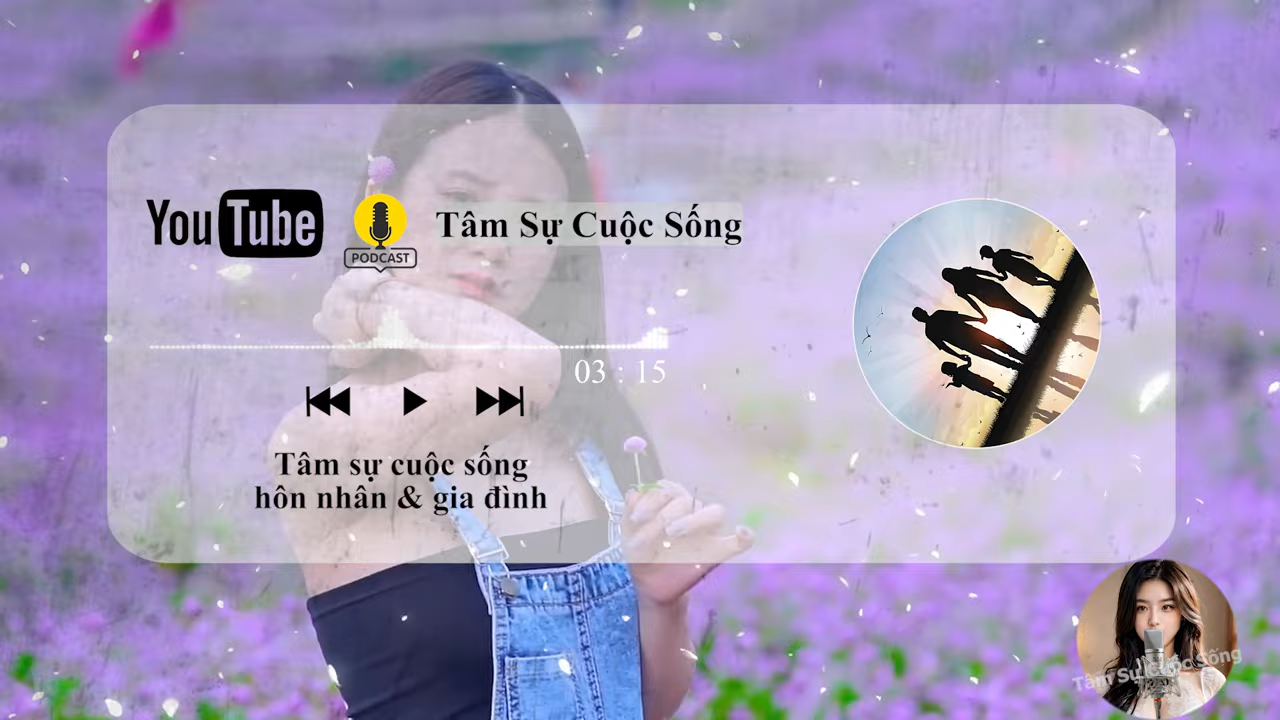 YouTube
PODCAST
Tâm Sự Cuộc Sống
03 : 15
Tâm sự cuộc sống
hôn nhân & gia đình
Tâm Sự Cuộc Sống